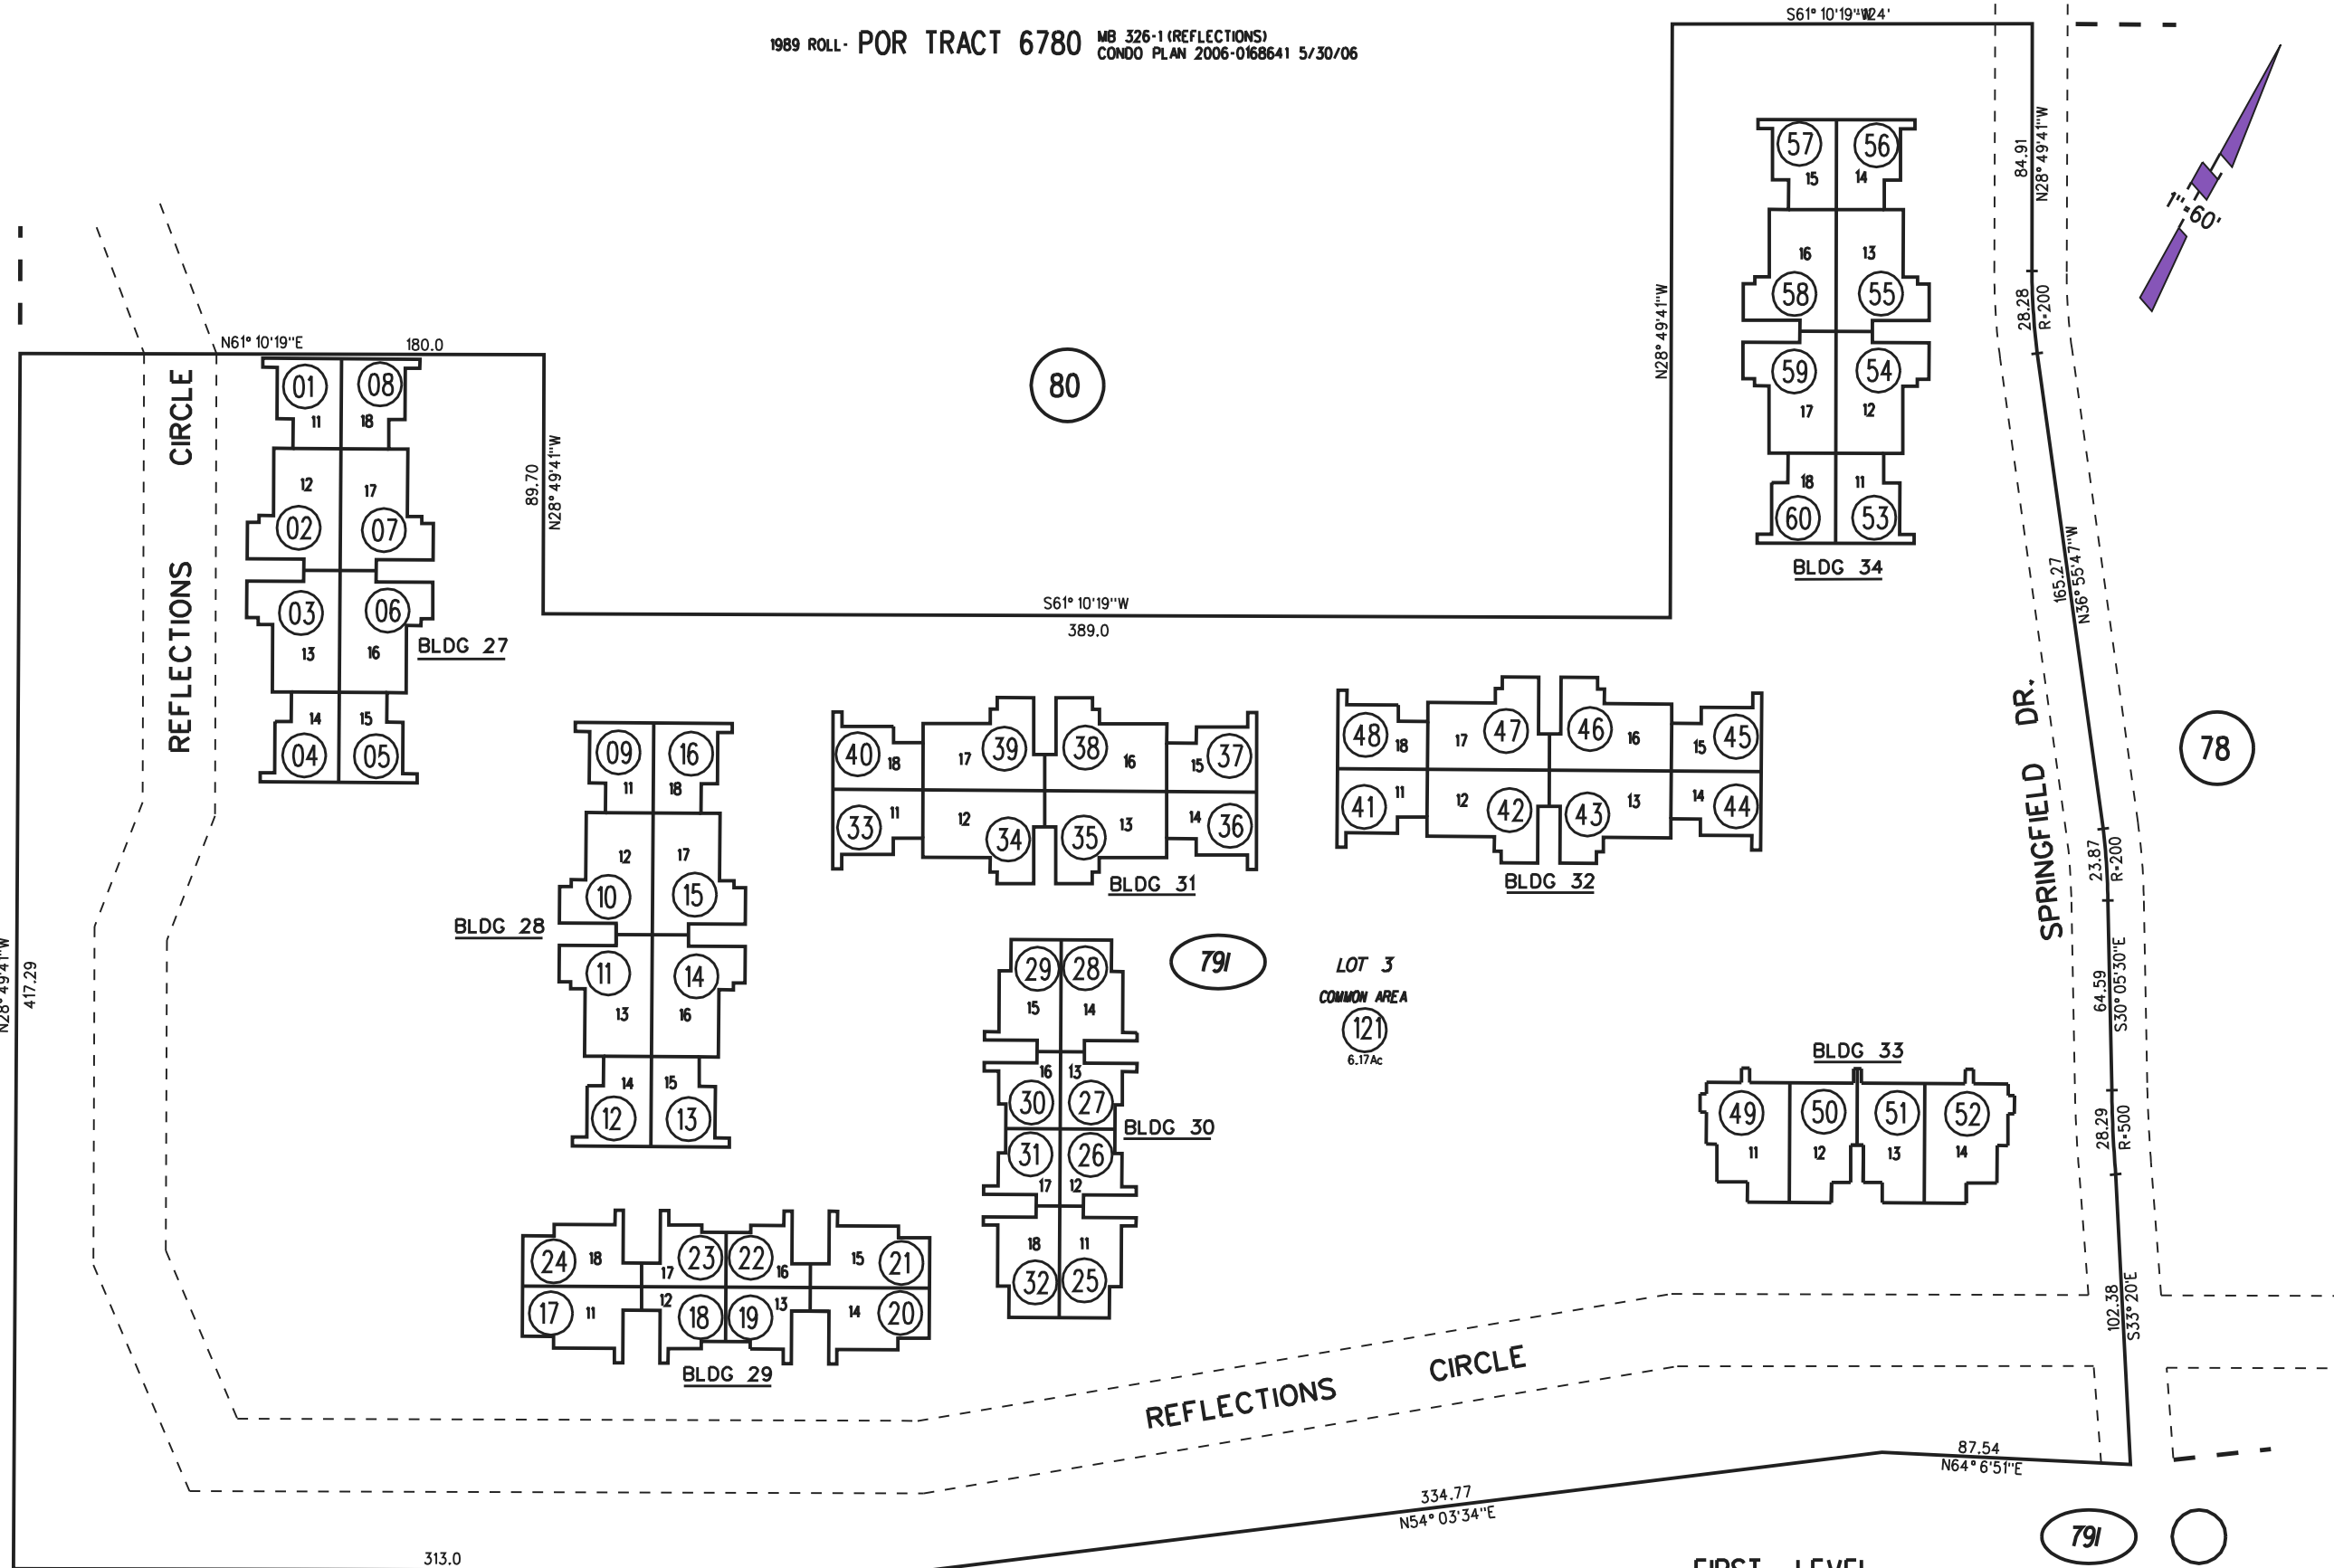 1989 ROLL- POR TRACT 6780 MB 326-1 (REFLECTIONS)
CONDO PLAN 2006-0168641 5/30/06
S61° 10'19"W
84.91
N28° 49'41"W
1"=60'
28.28
R=200
57 56
15 14
16 13
58 55
59 54
17 12
18 11
60 53
BLDG 34
N28° 49'41"W
N61° 10'19"E 180.0
REFLECTIONS CIRCLE
01 08
11 18
12 17
02 07
03 06
13 16
14 15
04 05
BLDG 27
89.70
N28° 49'41"W
80
S61° 10'19"W
389.0
165.27
N36° 55'47"W
SPRINGFIELD DR.
78
09 16
11 18
12 17
10 15
11 14
13 16
14 15
12 13
BLDG 28
40 18 17 39 38 16 15 37
33 11 12 34 35 13 14 36
BLDG 31
48 18 17 47 46 16 15 45
41 11 12 42 43 13 14 44
BLDG 32
23.87
R=200
N28° 49'41"W
417.29
791
LOT 3
COMMON AREA
121
6.17Ac
64.59
S30° 05'30"E
29 28
15 14
16 13
30 27
31 26
17 12
18 11
32 25
BLDG 30
BLDG 33
49 50 51 52
11 12 13 14
28.29
R=500
24 18 17 23 22 16 15 21
17 11 12 18 19 13 14 20
BLDG 29
102.38
S33° 20'E
REFLECTIONS CIRCLE
87.54
N64° 6'51"E
334.77
N54° 03'34"E
313.0
791
FIRST LEVEL